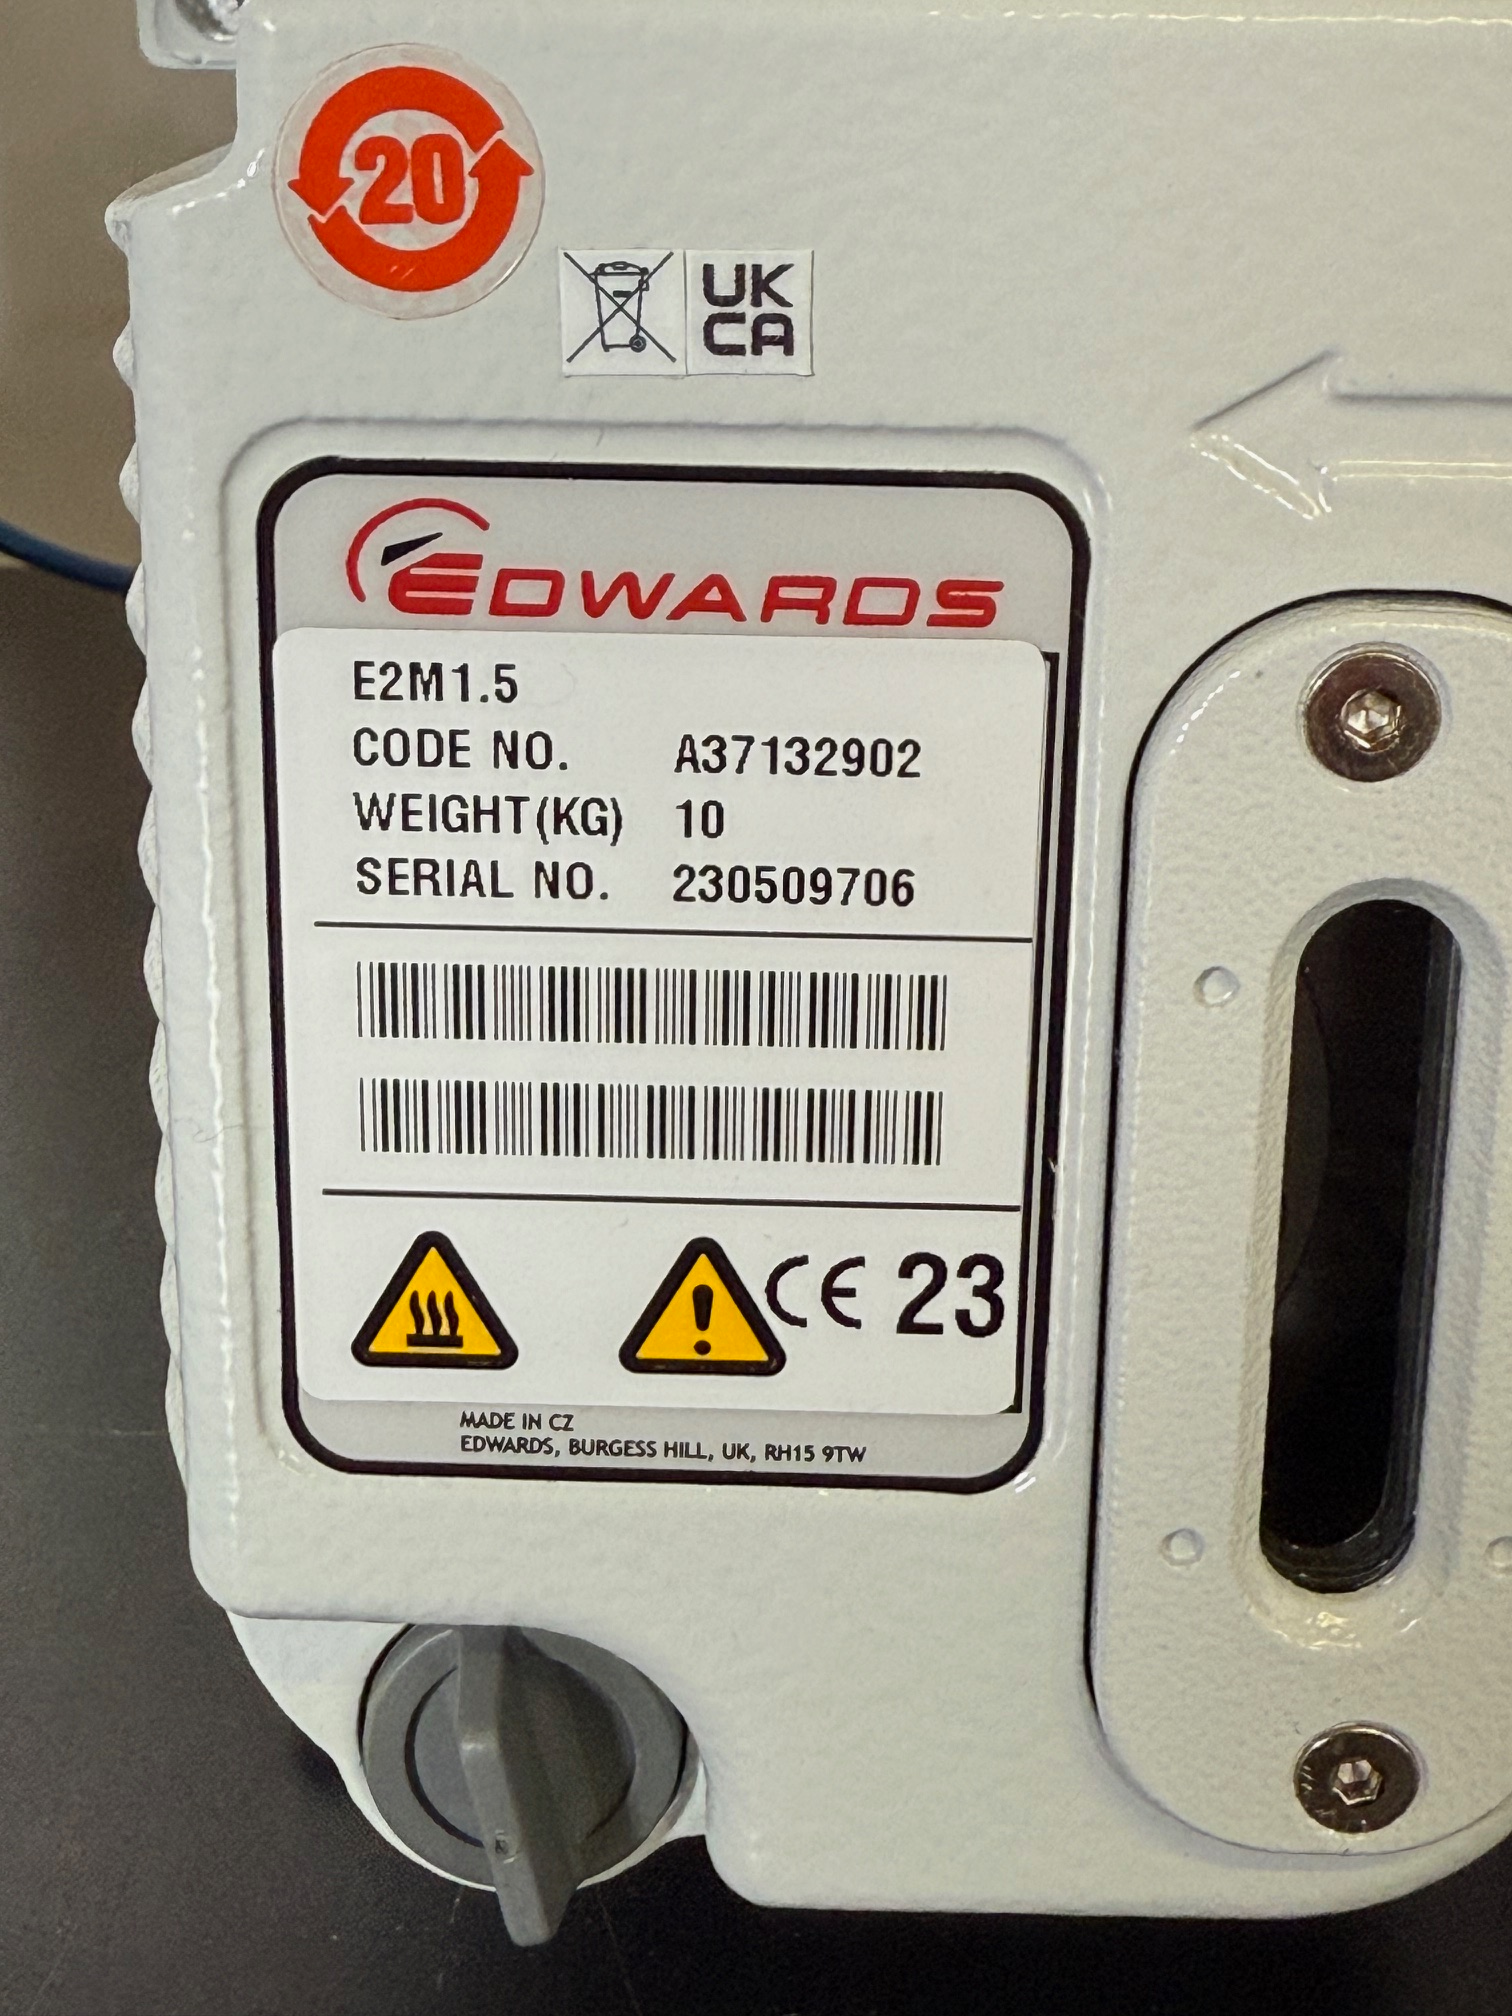 20
UK
CA
EDWARDS
E2M1.5
CODE NO. A37132902
WEIGHT(KG) 10
SERIAL NO. 230509706
CE 23
MADE IN CZ
EDWARDS, BURGESS HILL, UK, RH15 9TW